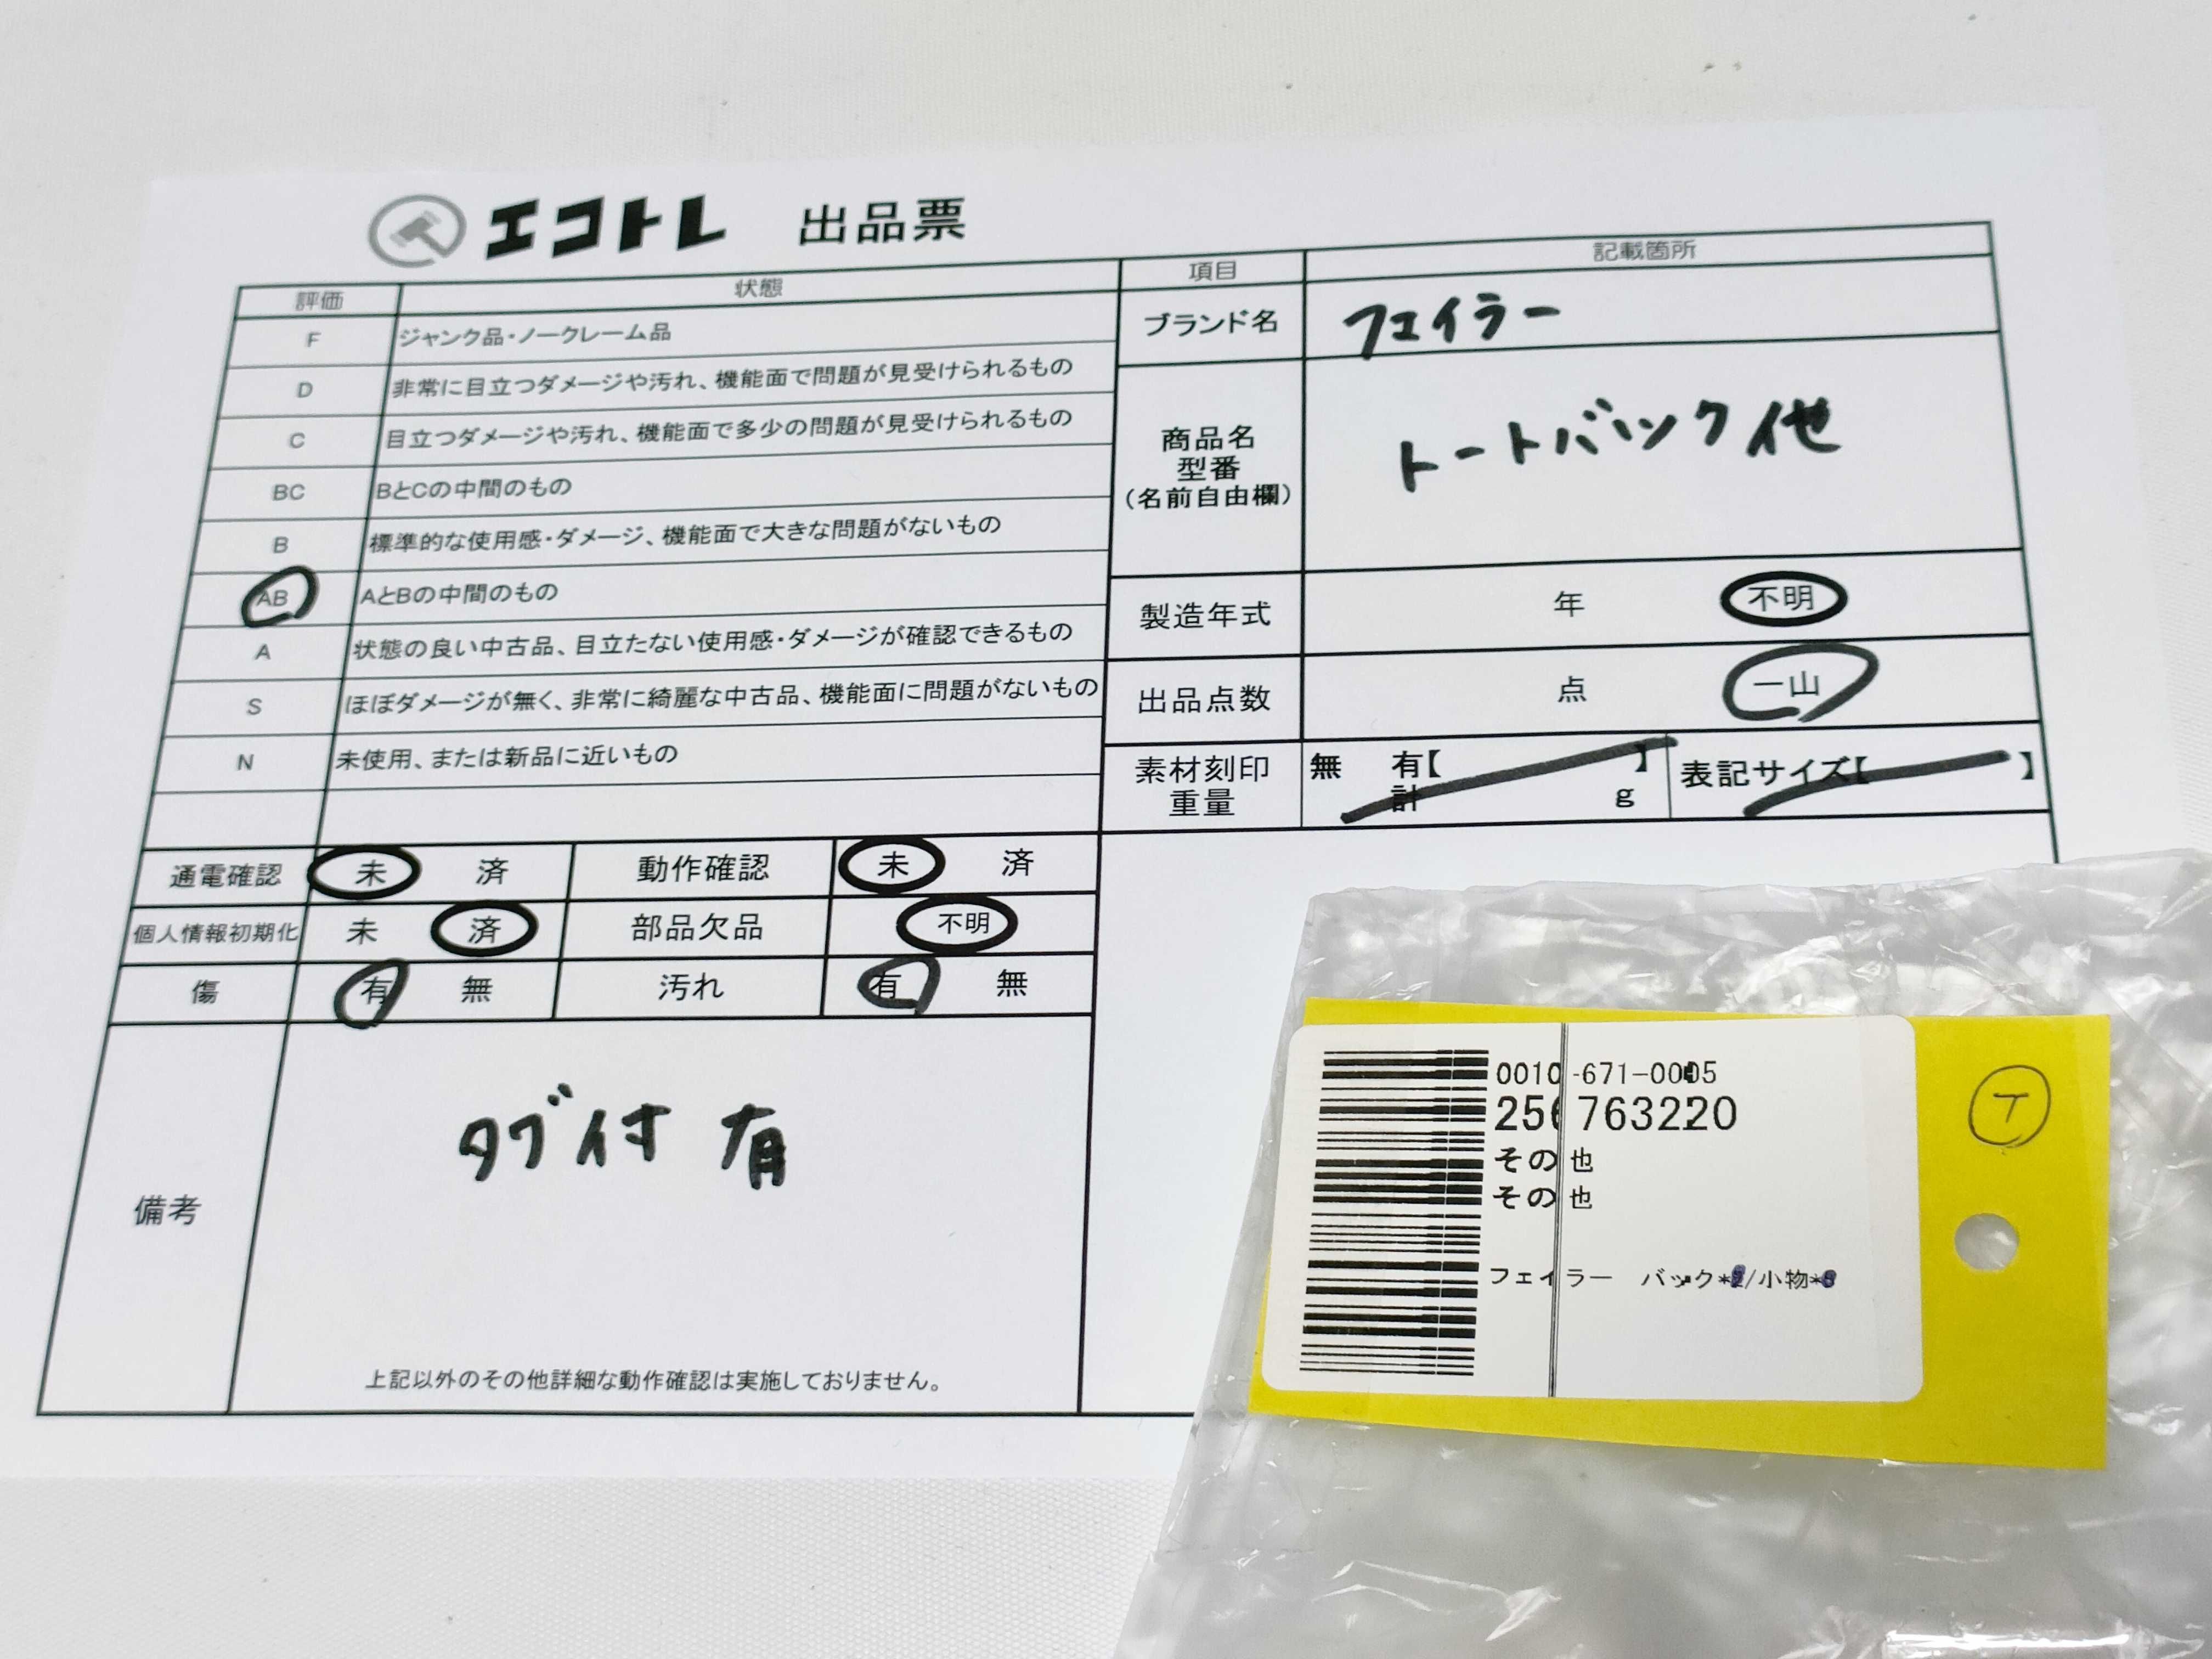 エコトレ 出品票
評価 状態
F ジャンク品・ノークレーム品
D 非常に目立つダメージや汚れ、機能面で問題が見受けられるもの
C 目立つダメージや汚れ、機能面で多少の問題が見受けられるもの
BC BとCの中間のもの
B 標準的な使用感・ダメージ、機能面で大きな問題がないもの
AB AとBの中間のもの
A 状態の良い中古品、目立たない使用感・ダメージが確認できるもの
S ほぼダメージが無く、非常に綺麗な中古品、機能面に問題がないもの
N 未使用、または新品に近いもの
項目 記載箇所
ブランド名 フェイラー
商品名
型番
(名前自由欄)
トートバック他
製造年式 年 不明
出品点数 点 一山
素材刻印 無 有【 】 表記サイズ【 】
重量 計 g
通電確認 未 済 動作確認 未 済
個人情報初期化 未 済 部品欠品 不明
傷 有 無 汚れ 有 無
備考
タグ付 有
上記以外のその他詳細な動作確認は実施しておりません。
0010-671-0005
256763220
その他
その他
フェイラー バック*/小物*
T